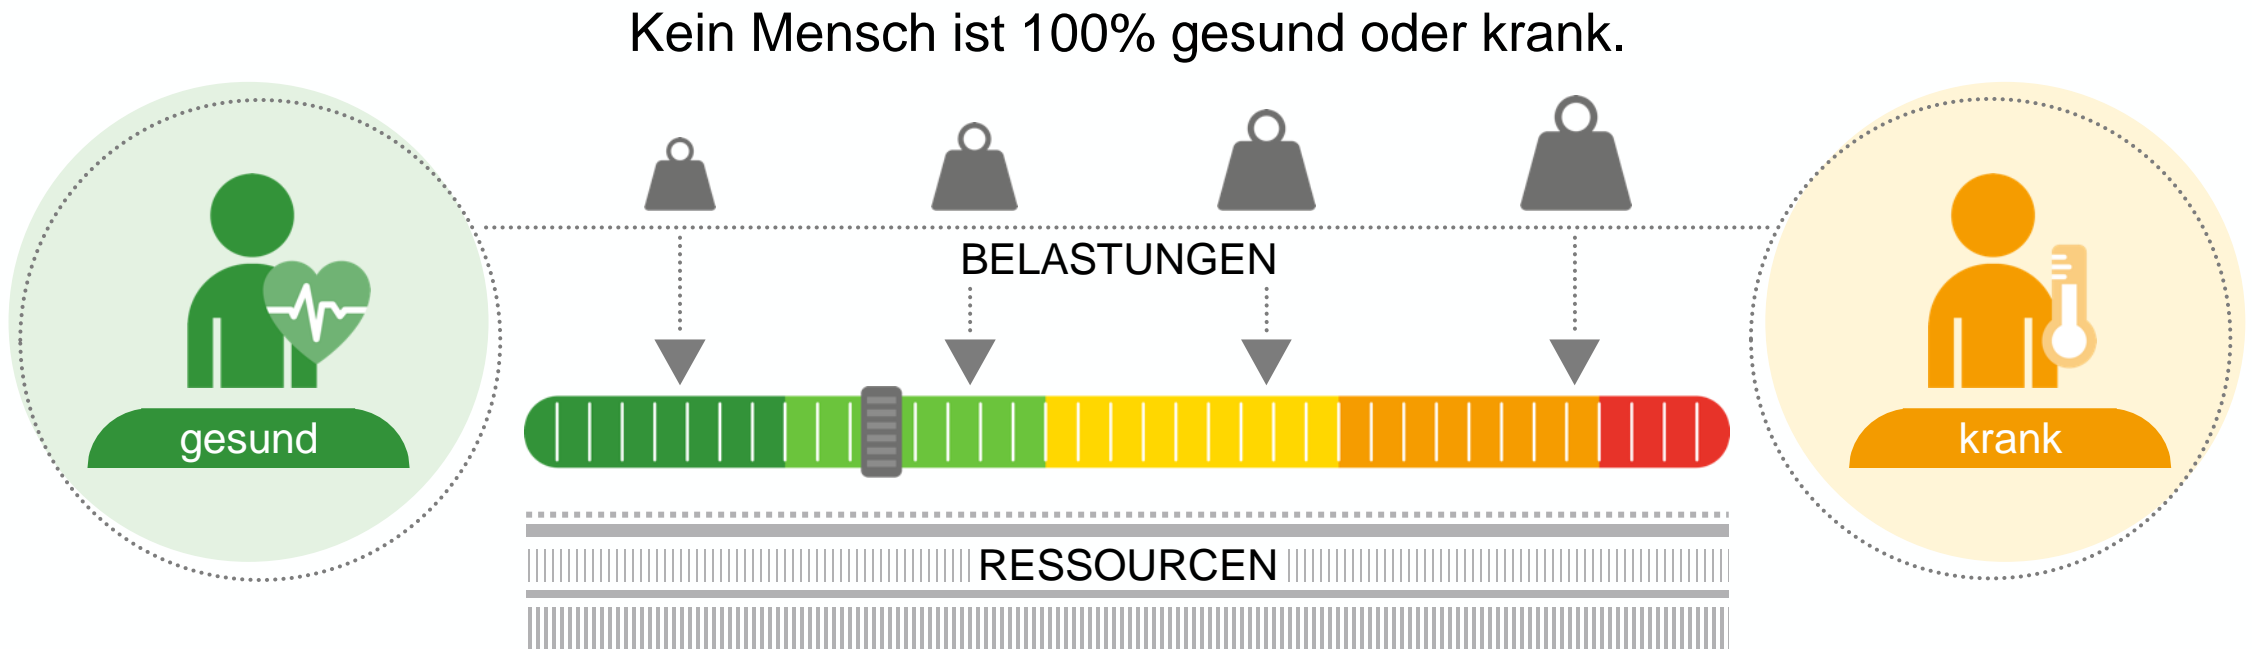 Kein Mensch ist 100% gesund oder krank.
BELASTUNGEN
gesund
krank
RESSOURCEN